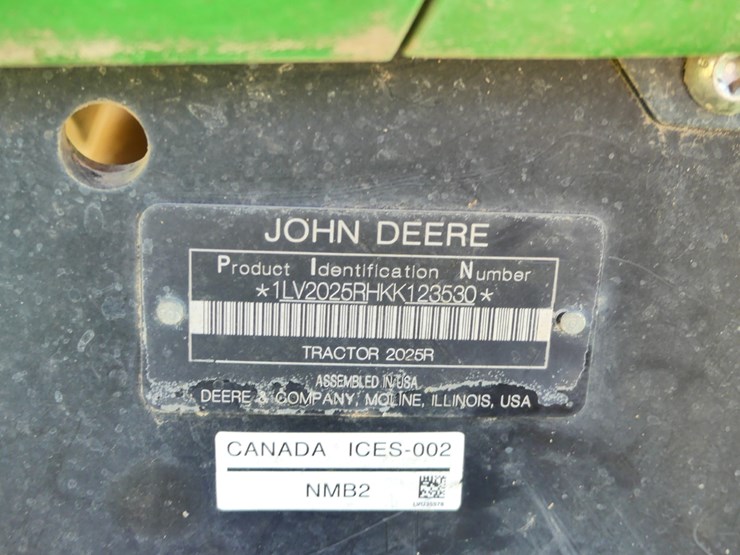 JOHN DEERE
Product Identification Number
*1LV2025RHKK123530*
TRACTOR 2025R
ASSEMBLED IN USA
DEERE & COMPANY, MOLINE, ILLINOIS, USA
CANADA ICES-002
NMB2